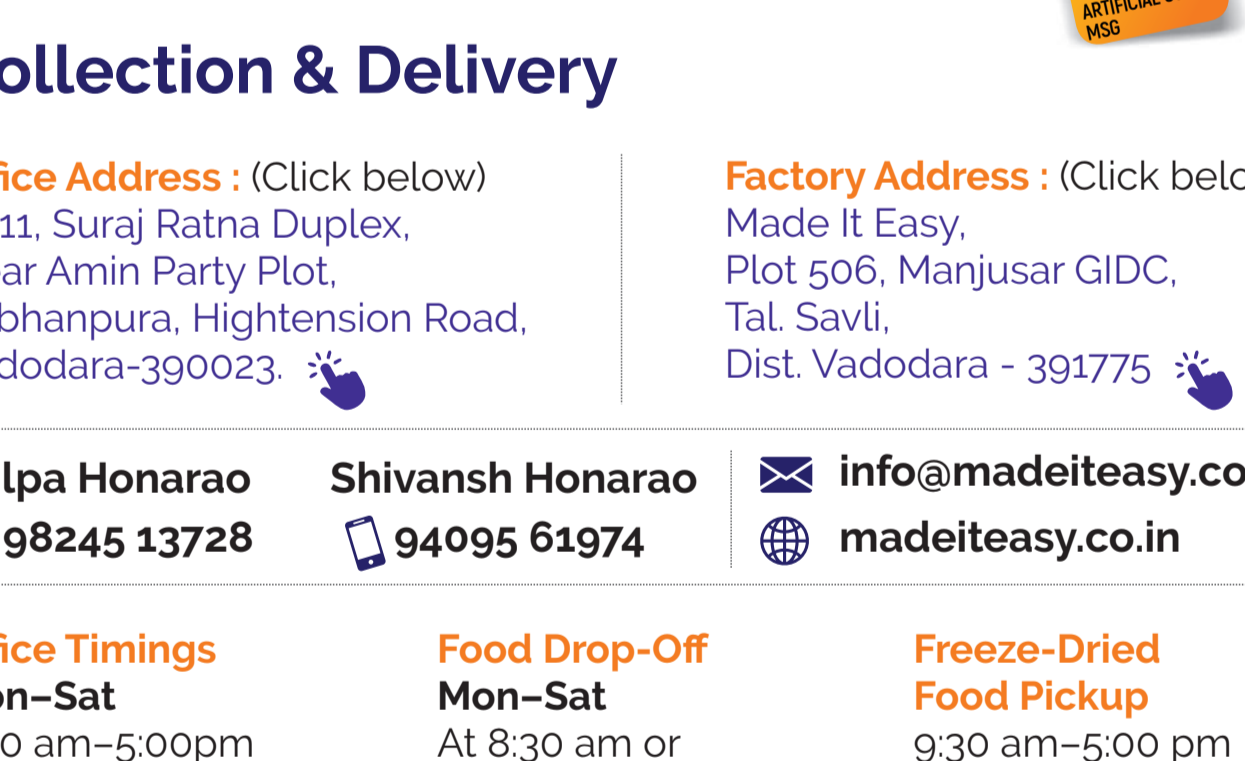 ARTIFICIAL
MSG
ollection & Delivery
fice Address : (Click below)
11, Suraj Ratna Duplex,
ar Amin Party Plot,
bhanpura, Hightension Road,
dodara-390023.
Factory Address : (Click belo
Made It Easy,
Plot 506, Manjusar GIDC,
Tal. Savli,
Dist. Vadodara - 391775
lpa Honarao
98245 13728
Shivansh Honarao
94095 61974
info@madeiteasy.co
madeiteasy.co.in
fice Timings
on–Sat
0 am–5:00pm
Food Drop-Off
Mon–Sat
At 8:30 am or
Freeze-Dried
Food Pickup
9:30 am–5:00 pm